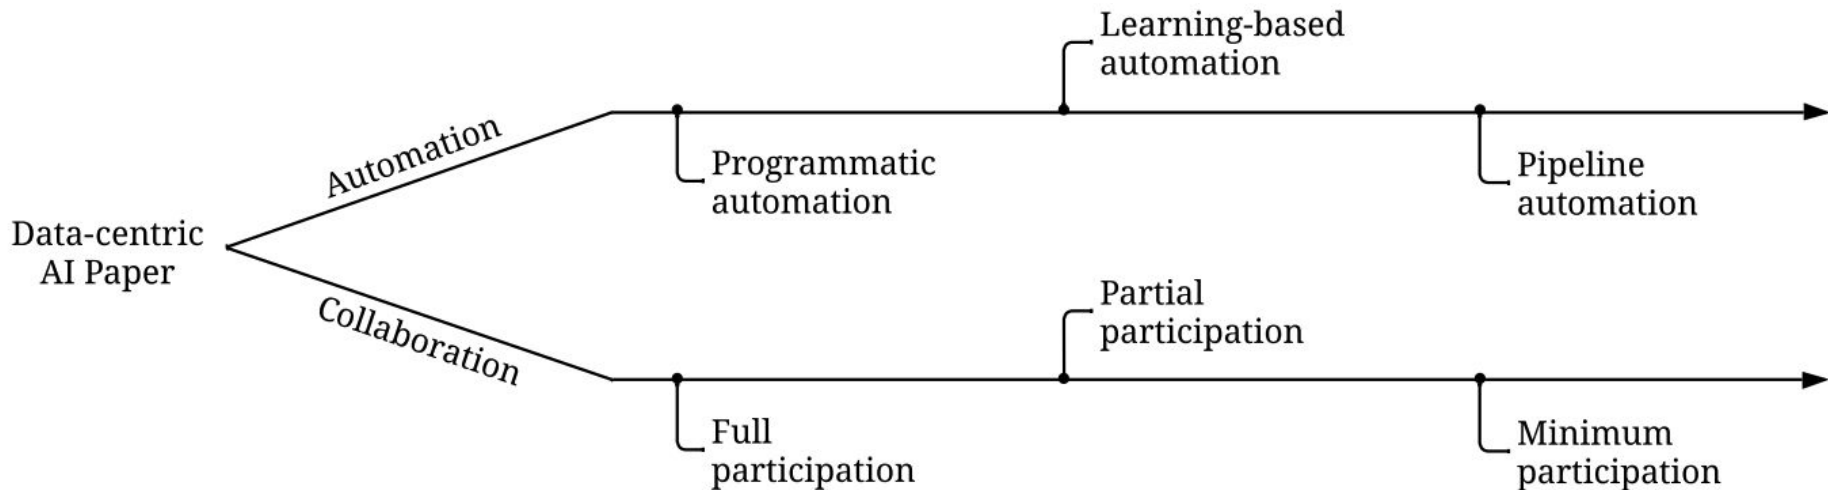 Data-centric
AI Paper
Automation
Programmatic
automation
Learning-based
automation
Pipeline
automation
Collaboration
Full
participation
Partial
participation
Minimum
participation